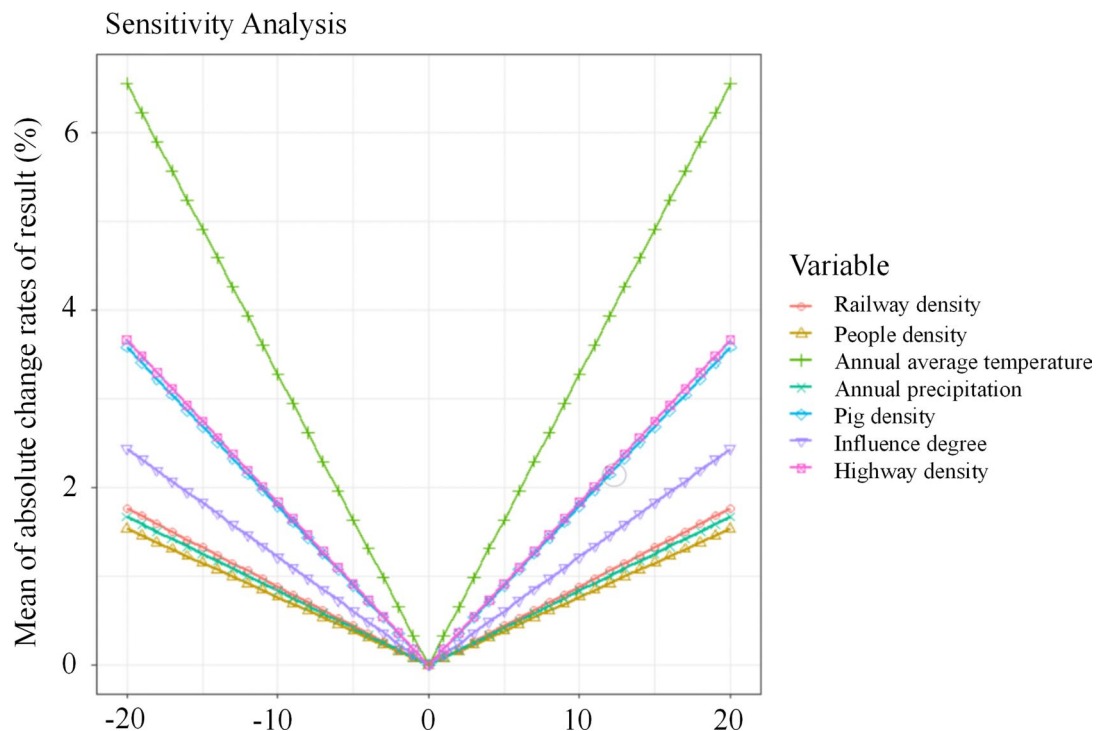 Sensitivity Analysis
Mean of absolute change rates of result (%)
6
4
2
0
-20
-10
0
10
20
Variable
Railway density
People density
Annual average temperature
Annual precipitation
Pig density
Influence degree
Highway density